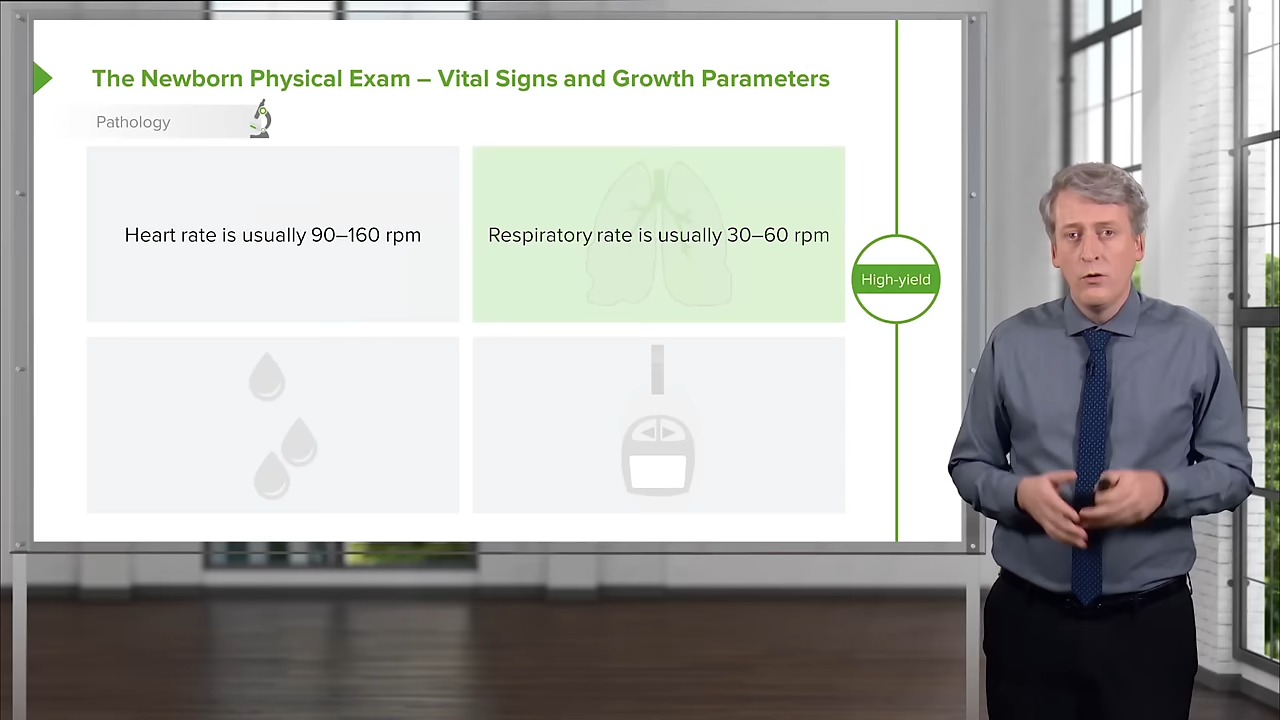 The Newborn Physical Exam – Vital Signs and Growth Parameters
Pathology
Heart rate is usually 90–160 rpm
Respiratory rate is usually 30–60 rpm
High-yield